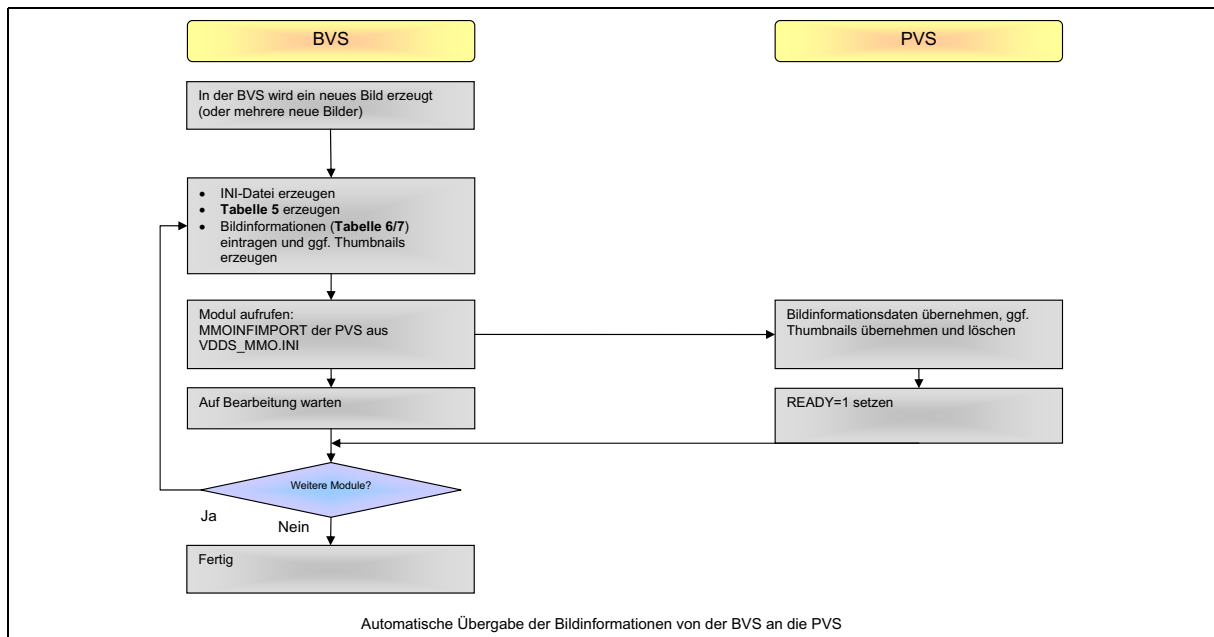 BVS
PVS
In der BVS wird ein neues Bild erzeugt
(oder mehrere neue Bilder)
• INI-Datei erzeugen
• Tabelle 5 erzeugen
• Bildinformationen (Tabelle 6/7)
eintragen und ggf. Thumbnails
erzeugen
Modul aufrufen:
MMOINFIMPORT der PVS aus
VDDS_MMO.INI
Bildinformationsdaten übernehmen, ggf.
Thumbnails übernehmen und löschen
Auf Bearbeitung warten
READY=1 setzen
Weitere Module?
Ja
Nein
Fertig
Automatische Übergabe der Bildinformationen von der BVS an die PVS